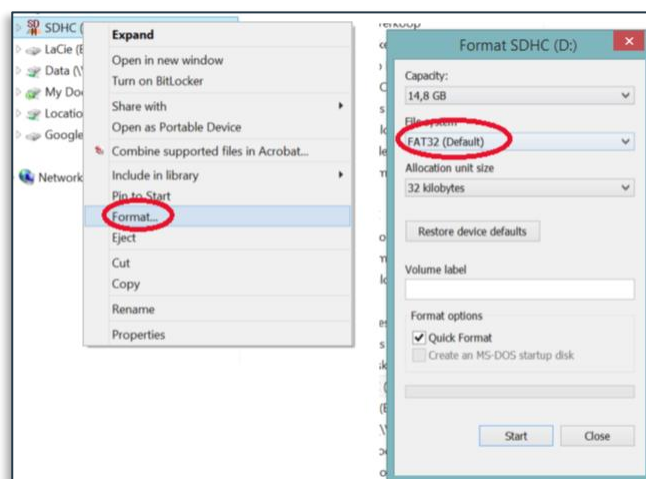 SDHC (
LaCie (E
Data (\\
My Do
Locatio
Google
Network
Expand
Open in new window
Turn on BitLocker
Share with
Open as Portable Device
Combine supported files in Acrobat...
Include in library
Pin to Start
Format...
Eject
Cut
Copy
Rename
Properties
Format SDHC (D:)
Capacity:
14,8 GB
File system
FAT32 (Default)
Allocation unit size
32 kilobytes
Restore device defaults
Volume label
Format options
Quick Format
Create an MS-DOS startup disk
Start
Close